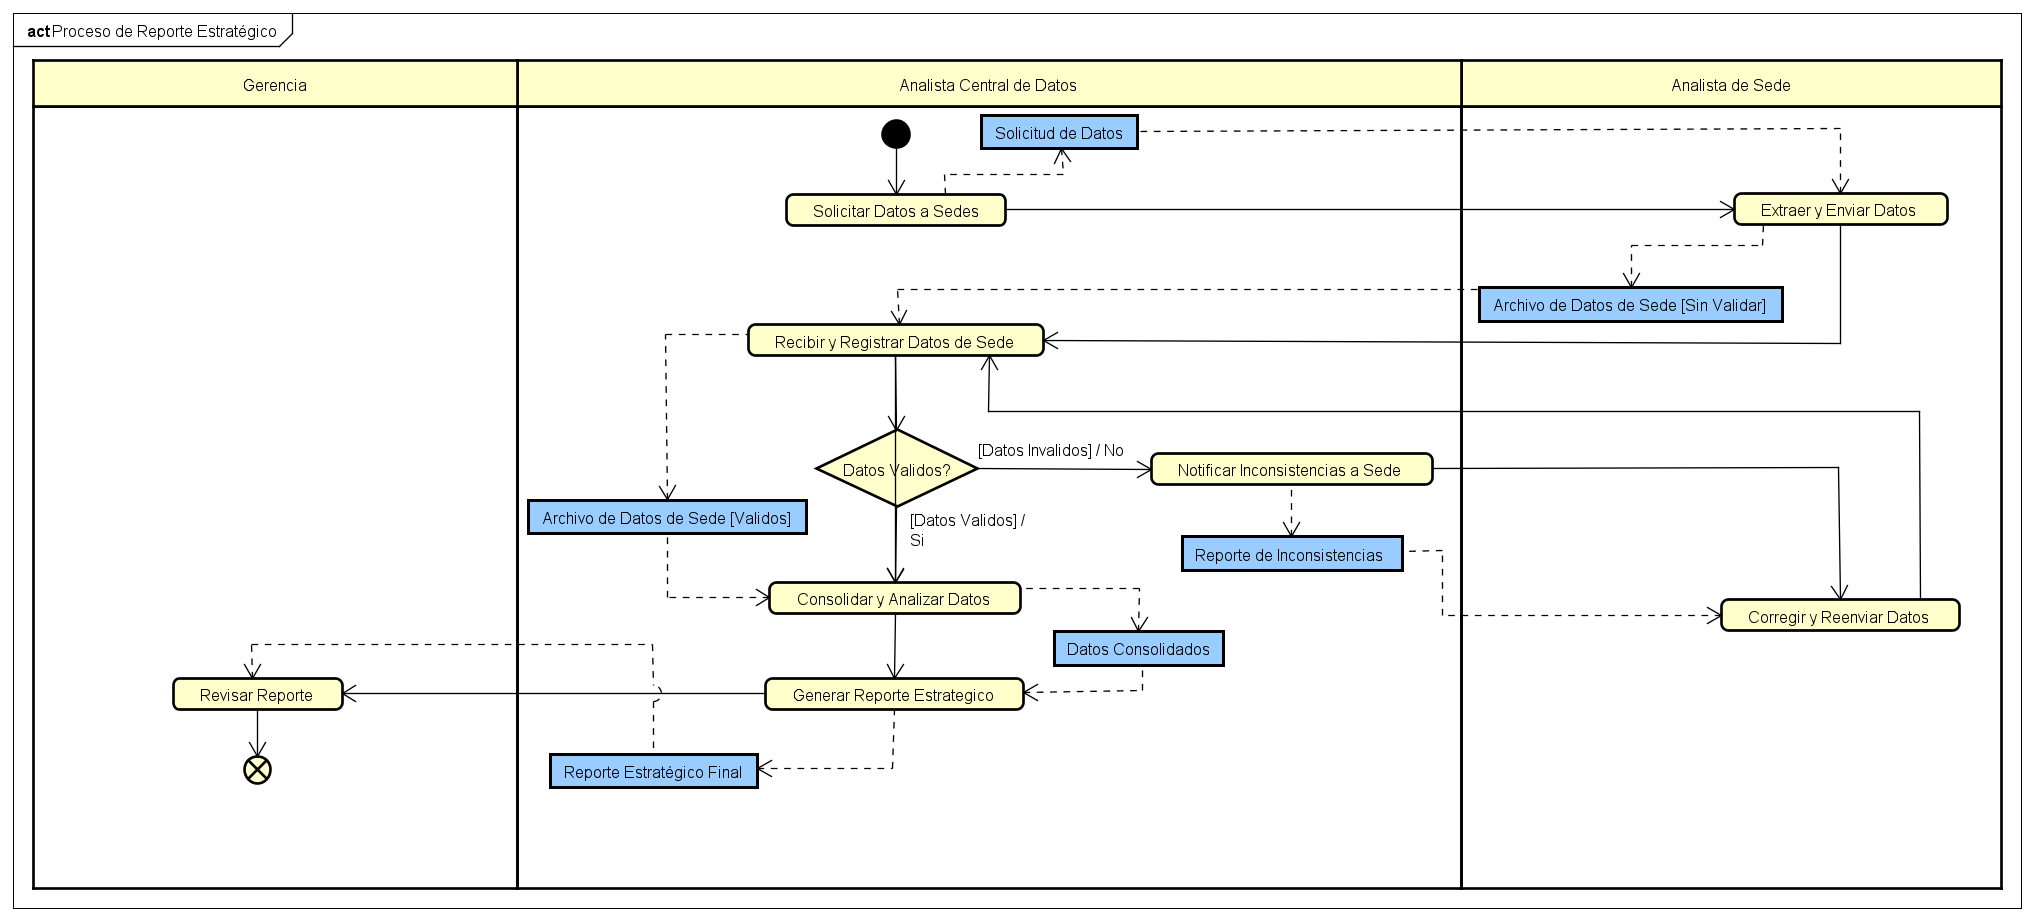 act Proceso de Reporte Estratégico
Gerencia
Analista Central de Datos
Analista de Sede
Solicitud de Datos
Solicitar Datos a Sedes
Extraer y Enviar Datos
Archivo de Datos de Sede [Sin Validar]
Recibir y Registrar Datos de Sede
[Datos Invalidos] / No
Datos Validos?
Notificar Inconsistencias a Sede
Archivo de Datos de Sede [Validos]
[Datos Validos] /
Si
Reporte de Inconsistencias
Consolidar y Analizar Datos
Corregir y Reenviar Datos
Datos Consolidados
Revisar Reporte
Generar Reporte Estrategico
Reporte Estratégico Final